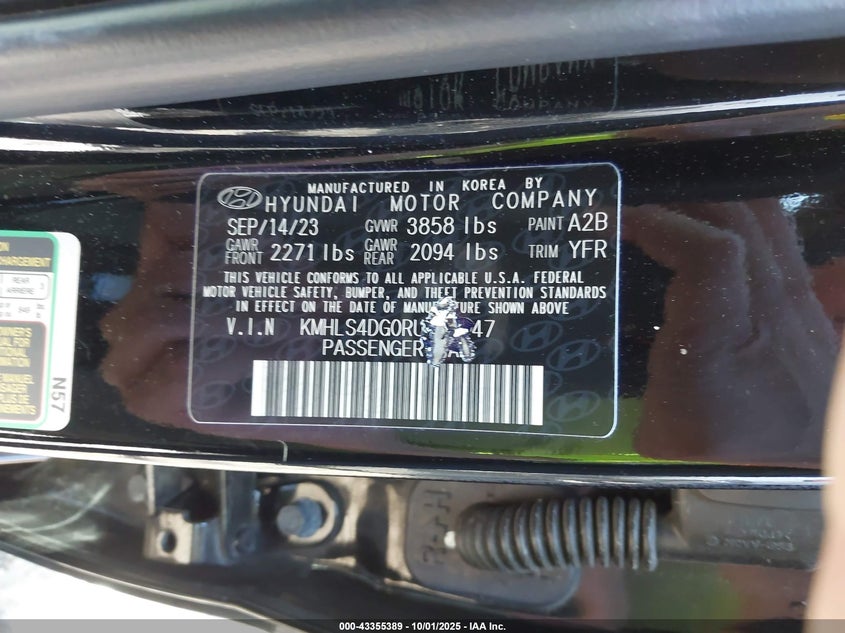 MANUFACTURED IN KOREA BY
HYUNDAI MOTOR COMPANY
SEP/14/23 GVWR 3858 lbs PAINT A2B
GAWR FRONT 2271 lbs GAWR REAR 2094 lbs TRIM YFR
THIS VEHICLE CONFORMS TO ALL APPLICABLE U.S.A. FEDERAL
MOTOR VEHICLE SAFETY, BUMPER, AND THEFT PREVENTION STANDARDS
IN EFFECT ON THE DATE OF MANUFACTURE SHOWN ABOVE
V.I.N KMHLS4DG0RU 47
PASSENGER
CHARGEMENT
REAR
ARRIERE
N57
000-43355389 - 10/01/2025 - IAA Inc.